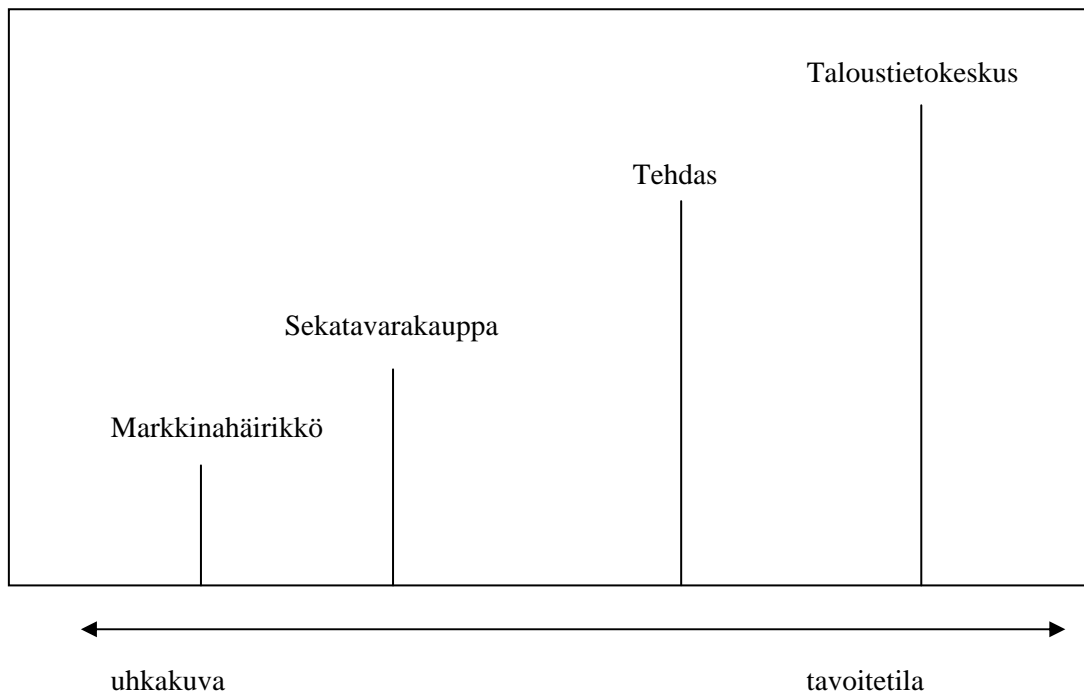 Taloustietokeskus
Tehdas
Sekatavarakauppa
Markkinahäirikkö
uhkakuva
tavoitetila